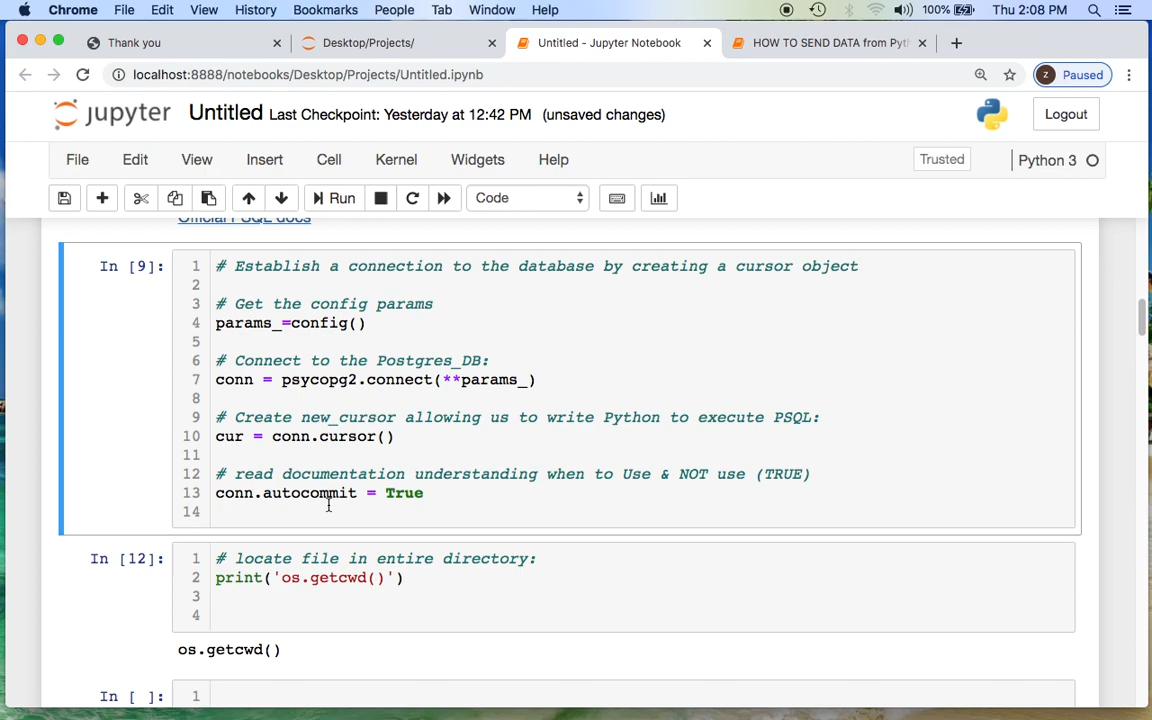 Chrome File Edit View History Bookmarks People Tab Window Help 100% Thu 2:08 PM
Thank you Desktop/Projects/ Untitled - Jupyter Notebook HOW TO SEND DATA from Pyth
localhost:8888/notebooks/Desktop/Projects/Untitled.ipynb Z Paused
jupyter Untitled Last Checkpoint: Yesterday at 12:42 PM (unsaved changes) Logout
File Edit View Insert Cell Kernel Widgets Help Trusted Python 3
Run Code
Official PSQL docs
In [9]: 1 # Establish a connection to the database by creating a cursor object
2
3 # Get the config params
4 params_=config()
5
6 # Connect to the Postgres_DB:
7 conn = psycopg2.connect(**params_)
8
9 # Create new_cursor allowing us to write Python to execute PSQL:
10 cur = conn.cursor()
11
12 # read documentation understanding when to Use & NOT use (TRUE)
13 conn.autocommit = True
14
In [12]: 1 # locate file in entire directory:
2 print('os.getcwd()')
3
4
os.getcwd()
In [ ]: 1